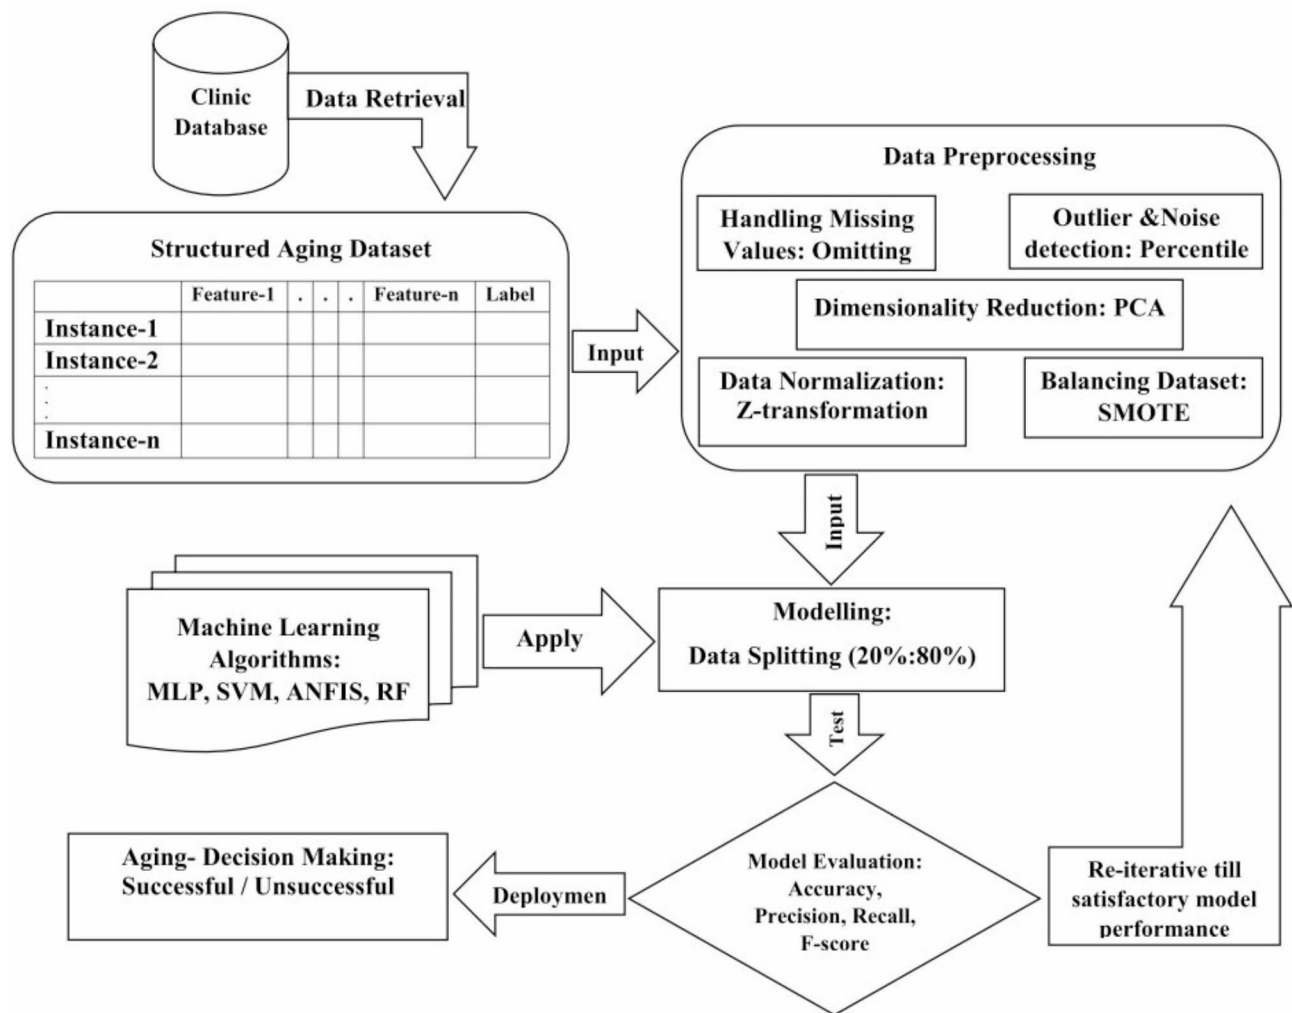 Clinic
Database
Data Retrieval
Structured Aging Dataset
Feature-1 . . . Feature-n Label
Instance-1
Instance-2
.
.
.
Instance-n
Input
Data Preprocessing
Handling Missing
Values: Omitting
Outlier &Noise
detection: Percentile
Dimensionality Reduction: PCA
Data Normalization:
Z-transformation
Balancing Dataset:
SMOTE
Input
Machine Learning
Algorithms:
MLP, SVM, ANFIS, RF
Apply
Modelling:
Data Splitting (20%:80%)
Test
Model Evaluation:
Accuracy,
Precision, Recall,
F-score
Deploymen
Aging- Decision Making:
Successful / Unsuccessful
Re-iterative till
satisfactory model
performance